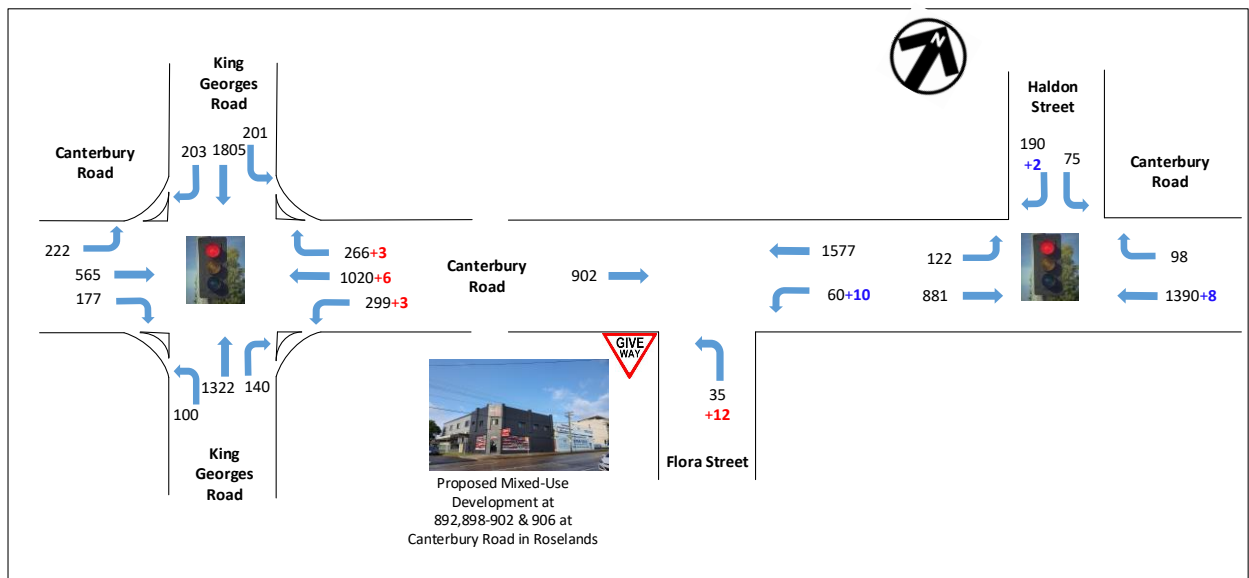 King
Georges
Road
N
Haldon
Street
Canterbury
Road
203 1805 201
190
+2
75
Canterbury
Road
222
565
177
266+3
1020+6
299+3
Canterbury
Road
902
1577
60+10
122
881
98
1390+8
GIVE
WAY
100
1322
140
35
+12
King
Georges
Road
Flora Street
Proposed Mixed-Use
Development at
892,898-902 & 906 at
Canterbury Road in Roselands